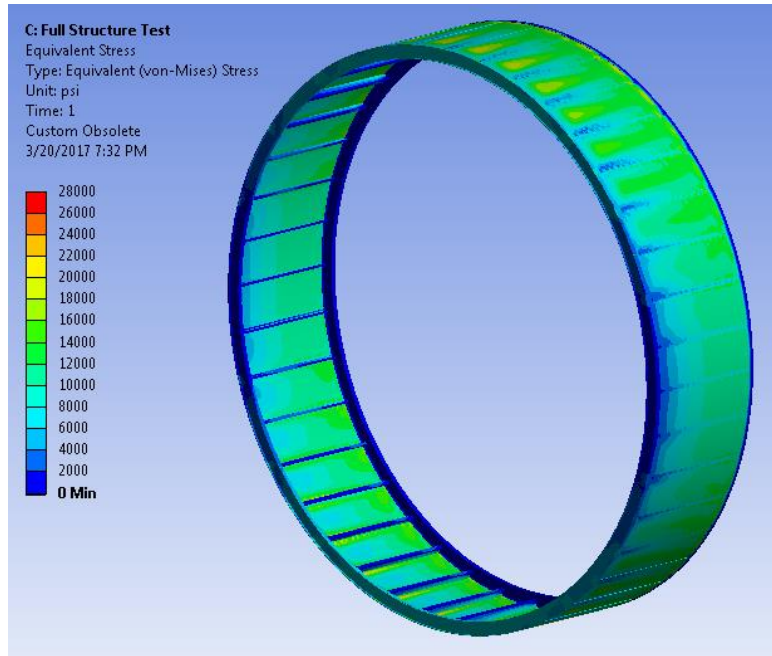 C: Full Structure Test
Equivalent Stress
Type: Equivalent (von-Mises) Stress
Unit: psi
Time: 1
Custom Obsolete
3/20/2017 7:32 PM
28000
26000
24000
22000
20000
18000
16000
14000
12000
10000
8000
6000
4000
2000
0 Min